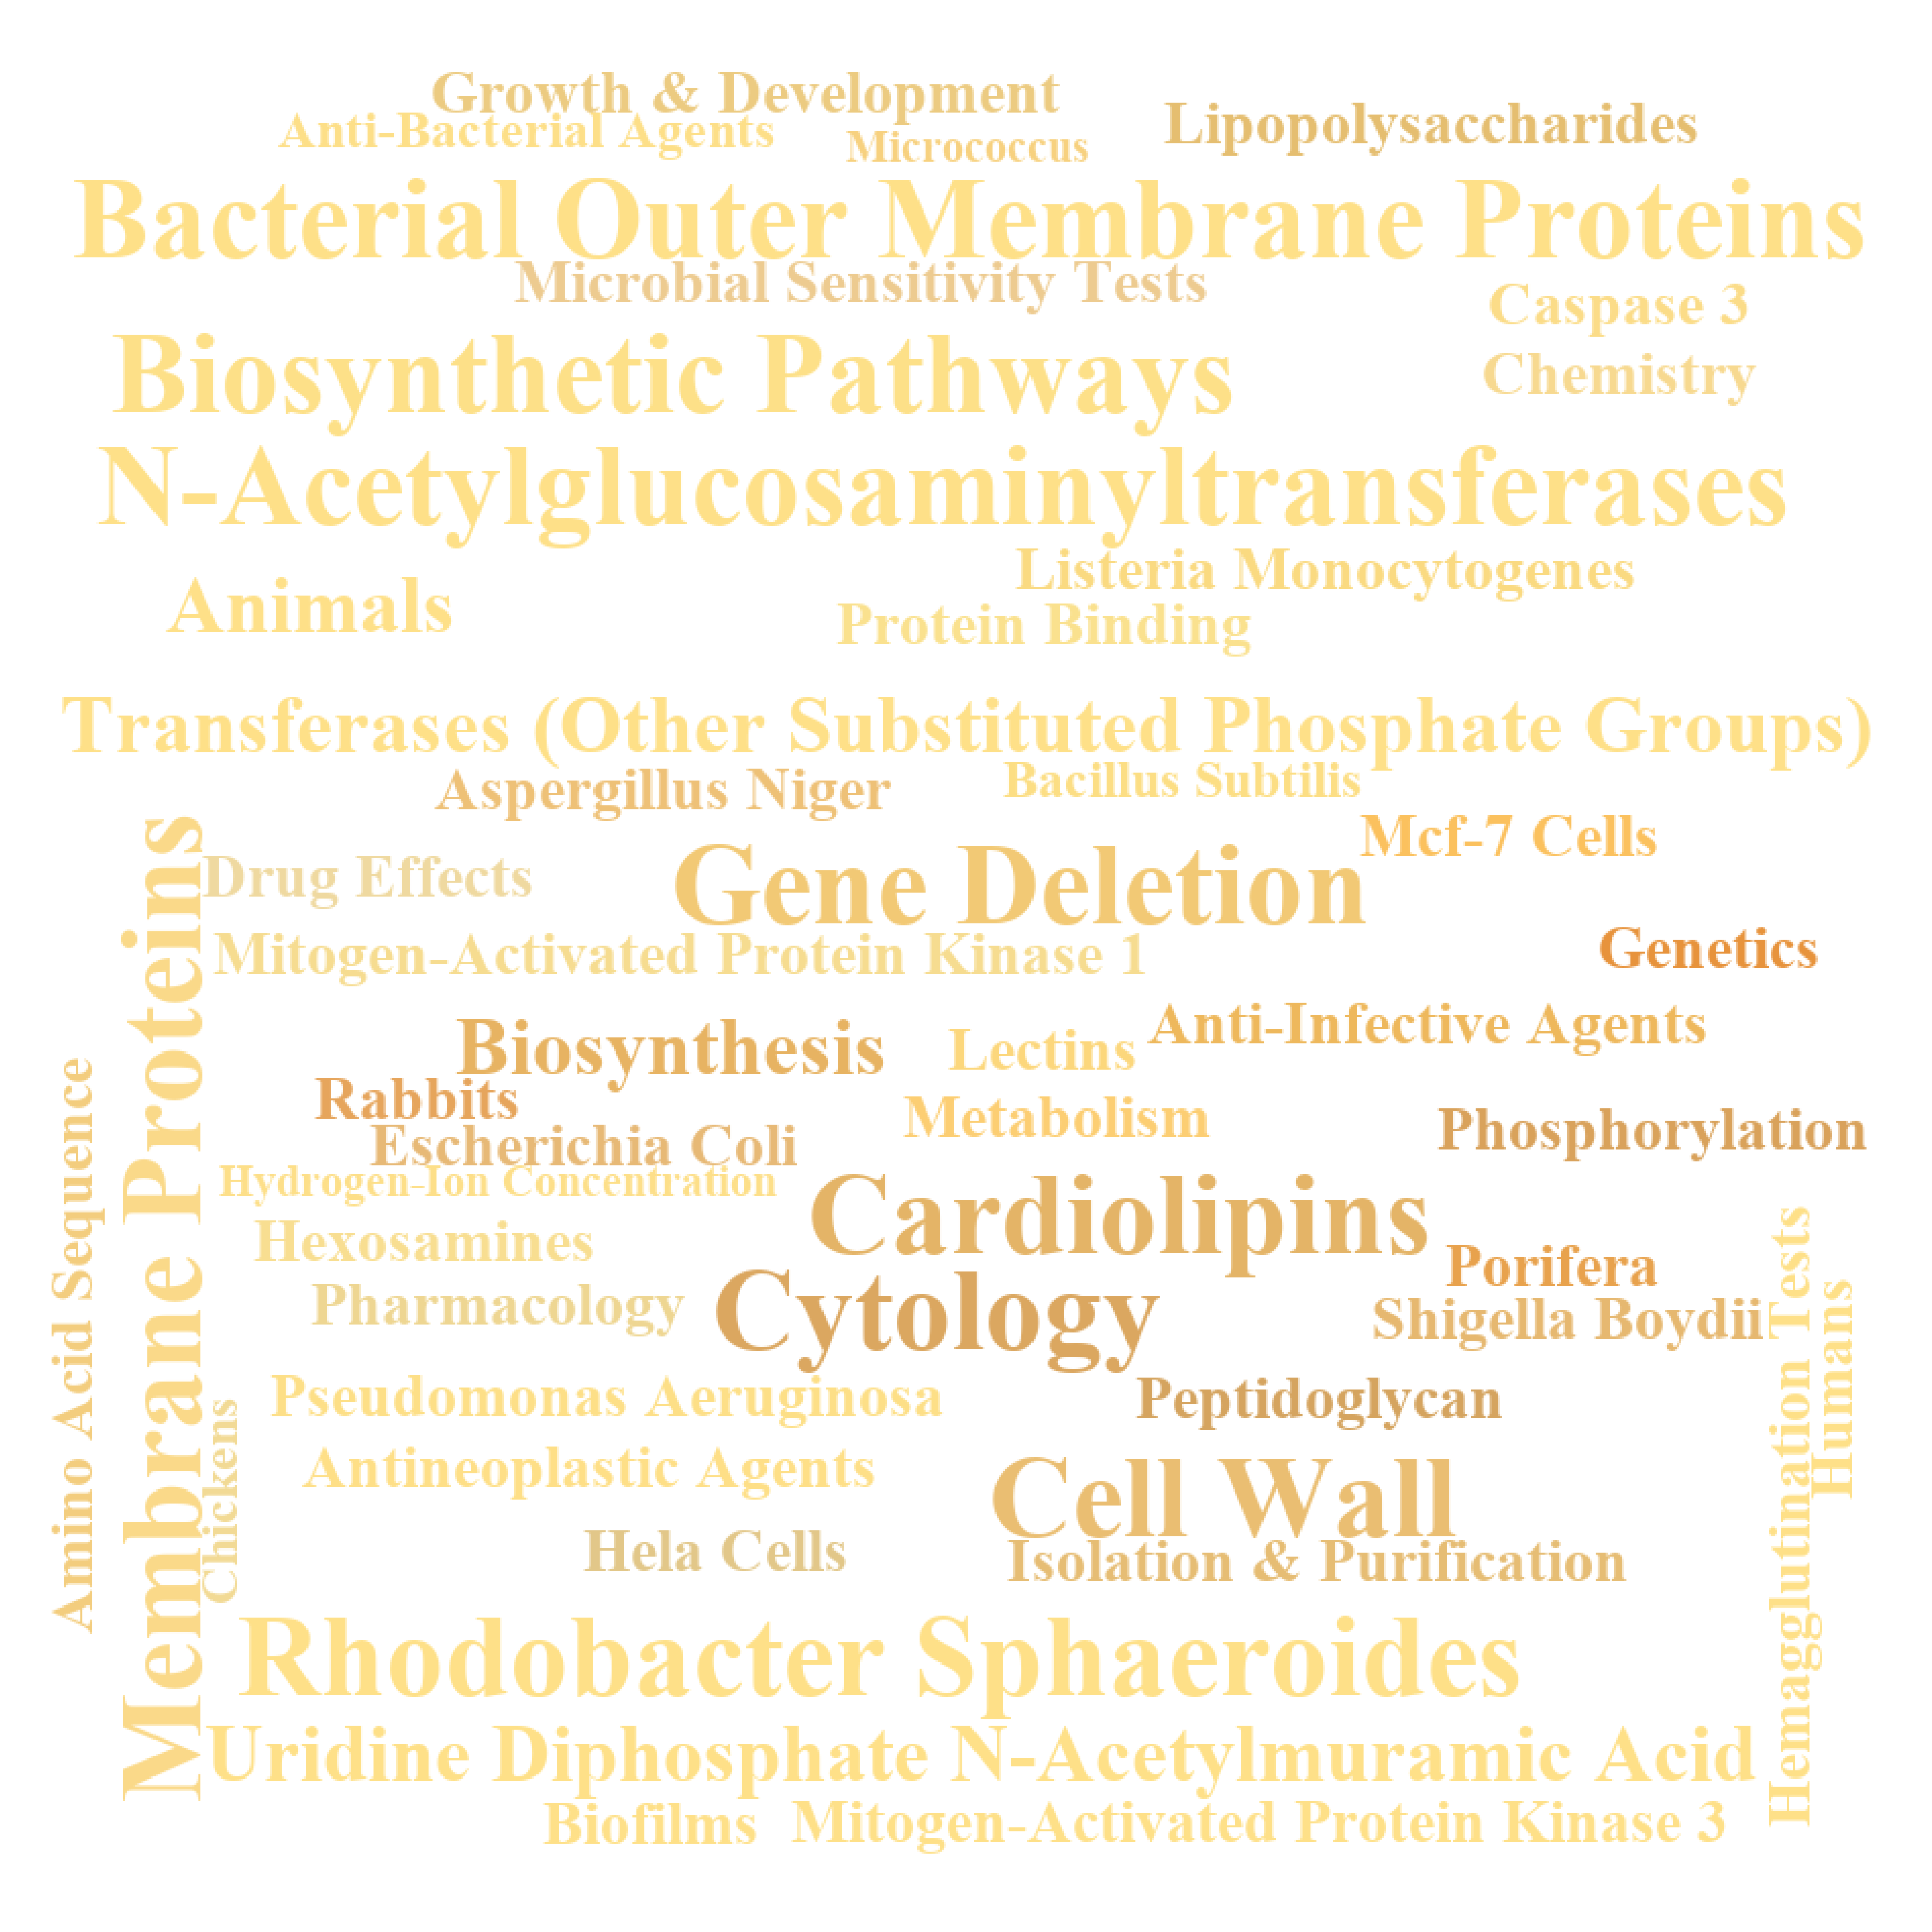 Growth & Development
Anti-Bacterial Agents
Micrococcus
Lipopolysaccharides
Bacterial Outer Membrane Proteins
Microbial Sensitivity Tests
Caspase 3
Biosynthetic Pathways
Chemistry
N-Acetylglucosaminyltransferases
Listeria Monocytogenes
Animals
Protein Binding
Transferases (Other Substituted Phosphate Groups)
Aspergillus Niger
Bacillus Subtilis
Mcf-7 Cells
Drug Effects
Gene Deletion
Mitogen-Activated Protein Kinase 1
Genetics
Anti-Infective Agents
Biosynthesis
Lectins
Rabbits
Metabolism
Phosphorylation
Escherichia Coli
Hydrogen-Ion Concentration
Cardiolipins
Hexosamines
Porifera
Pharmacology
Cytology
Shigella Boydii
Pseudomonas Aeruginosa
Peptidoglycan
Antineoplastic Agents
Cell Wall
Hela Cells
Isolation & Purification
Rhodobacter Sphaeroides
Uridine Diphosphate N-Acetylmuramic Acid
Biofilms
Mitogen-Activated Protein Kinase 3
Amino Acid Sequence
Membrane Proteins
Chickens
Hemagglutination Tests
Humans